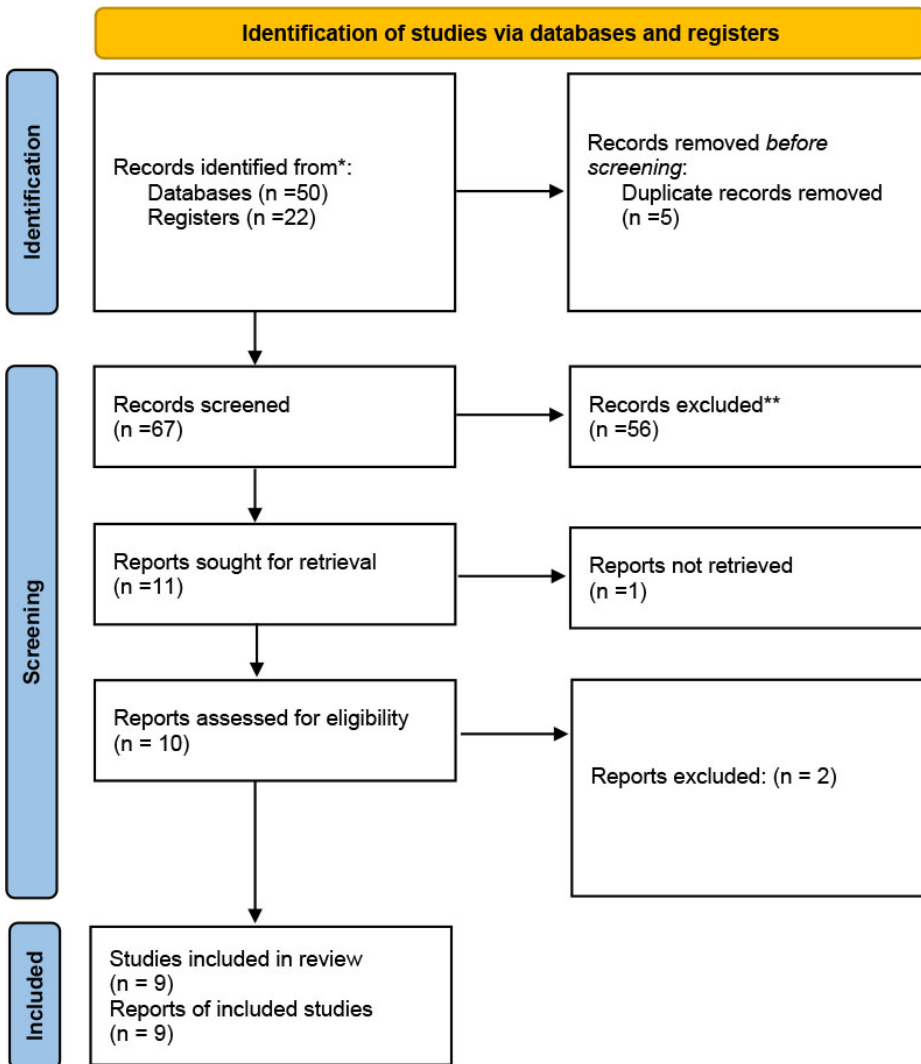 Identification of studies via databases and registers
Identification
Records identified from*:
Databases (n =50)
Registers (n =22)
Records removed before
screening:
Duplicate records removed
(n =5)
Screening
Records screened
(n =67)
Records excluded**
(n =56)
Reports sought for retrieval
(n =11)
Reports not retrieved
(n =1)
Reports assessed for eligibility
(n = 10)
Reports excluded: (n = 2)
Included
Studies included in review
(n = 9)
Reports of included studies
(n = 9)